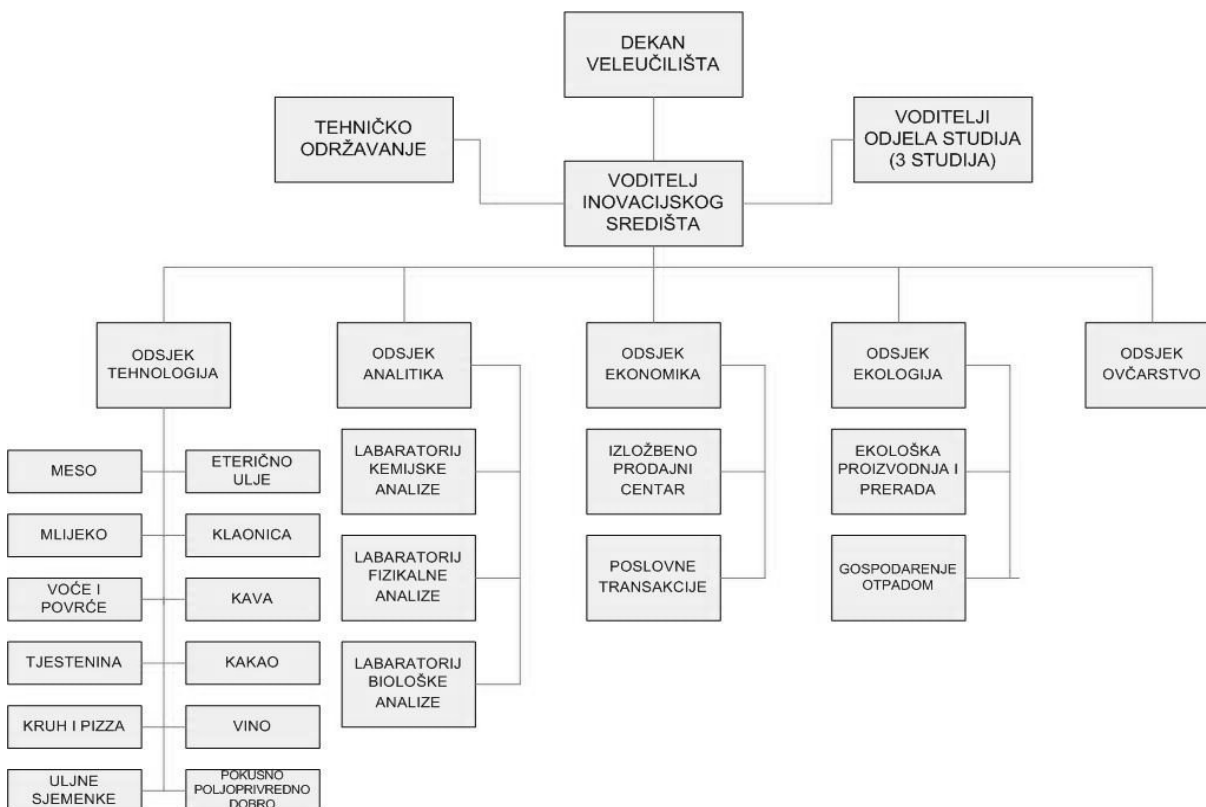 DEKAN
VELEUČILIŠTA
TEHNIČKO
ODRŽAVANJE
VODITELJI
ODJELA STUDIJA
(3 STUDIJA)
VODITELJ
INOVACIJSKOG
SREDIŠTA
ODSJEK
TEHNOLOGIJA
ODSJEK
ANALITIKA
ODSJEK
EKONOMIKA
ODSJEK
EKOLOGIJA
ODSJEK
OVČARSTVO
MESO
ETERIČNO
ULJE
MLIJEKO
KLAONICA
VOĆE I
POVRĆE
KAVA
TJESTENINA
KAKAO
KRUH I PIZZA
VINO
ULJNE
SJEMENKE
POKUSNO
POLJOPRIVREDNO
DOBRO
LABARATORIJ
KEMIJSKE
ANALIZE
LABARATORIJ
FIZIKALNE
ANALIZE
LABARATORIJ
BIOLOŠKE
ANALIZE
IZLOŽBENO
PRODAJNI
CENTAR
POSLOVNE
TRANSAKCIJE
EKOLOŠKA
PROIZVODNJA I
PRERADA
GOSPODARENJE
OTPADOM